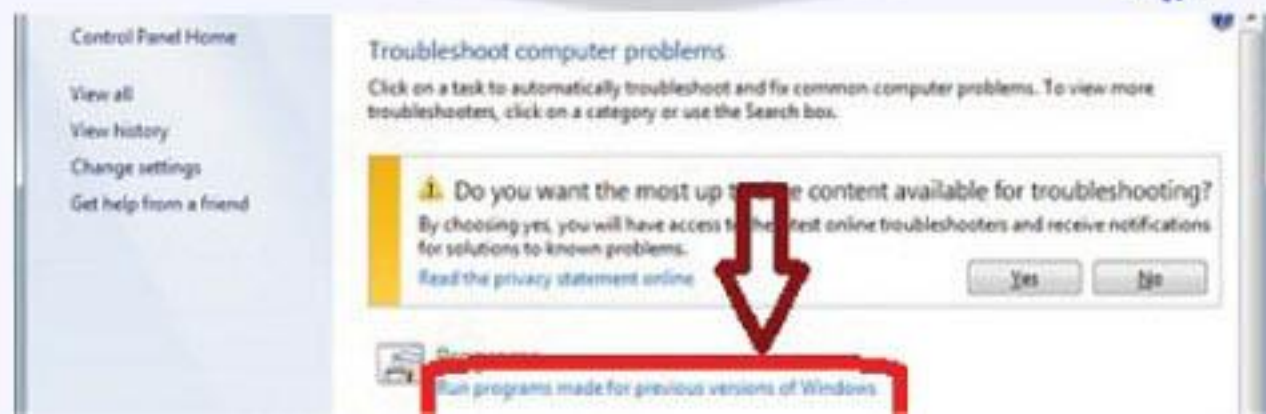 Control Panel Home
View all
View history
Change settings
Get help from a friend
Troubleshoot computer problems
Click on a task to automatically troubleshoot and fix common computer problems. To view more
troubleshooters, click on a category or use the Search box.
Do you want the most up content available for troubleshooting?
By choosing yes, you will have access to online troubleshooters and receive notifications
for solutions to known problems.
Read the privacy statement online
Yes
No
Run programs made for previous versions of Windows